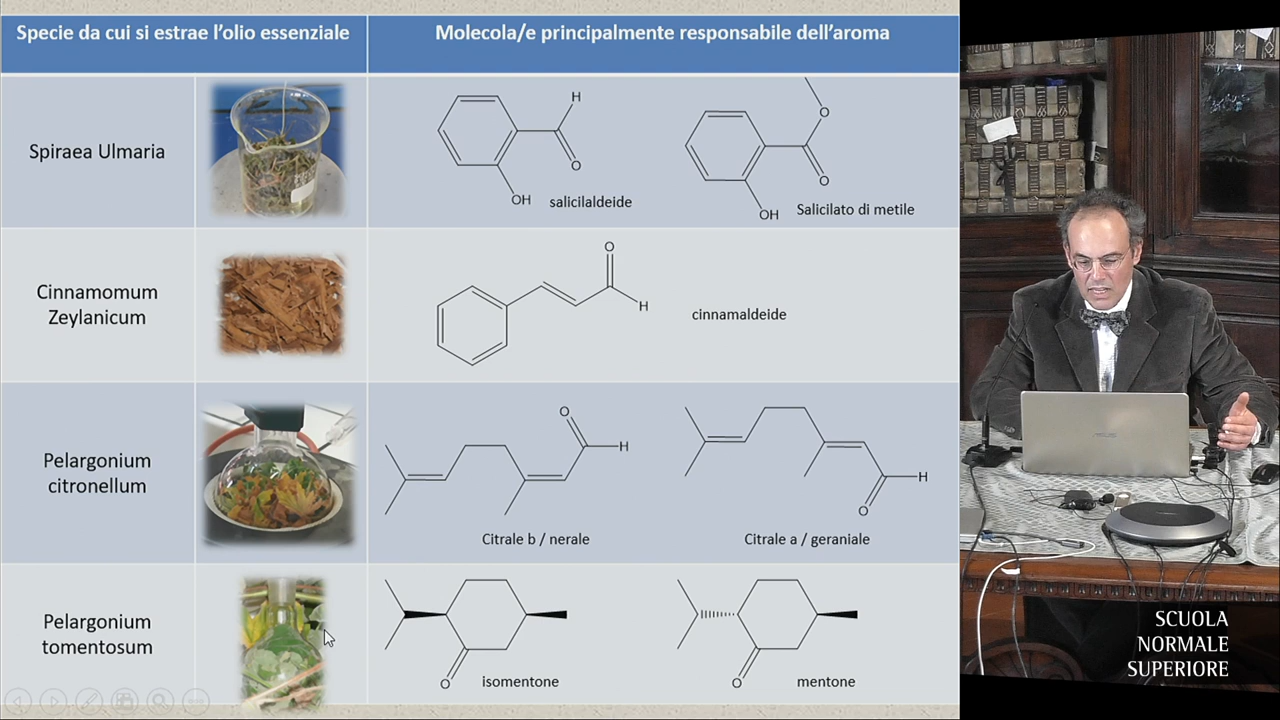 Specie da cui si estrae l'olio essenziale
Molecola/e principalmente responsabile dell'aroma
Spiraea Ulmaria
H
O
OH
salicilaldeide
O
O
OH
Salicilato di metile
Cinnamomum
Zeylanicum
O
H
cinnamaldeide
Pelargonium
citronellum
O
H
Citrale b / nerale
H
O
Citrale a / geraniale
Pelargonium
tomentosum
O
isomentone
O
mentone
SCUOLA
NORMALE
SUPERIORE